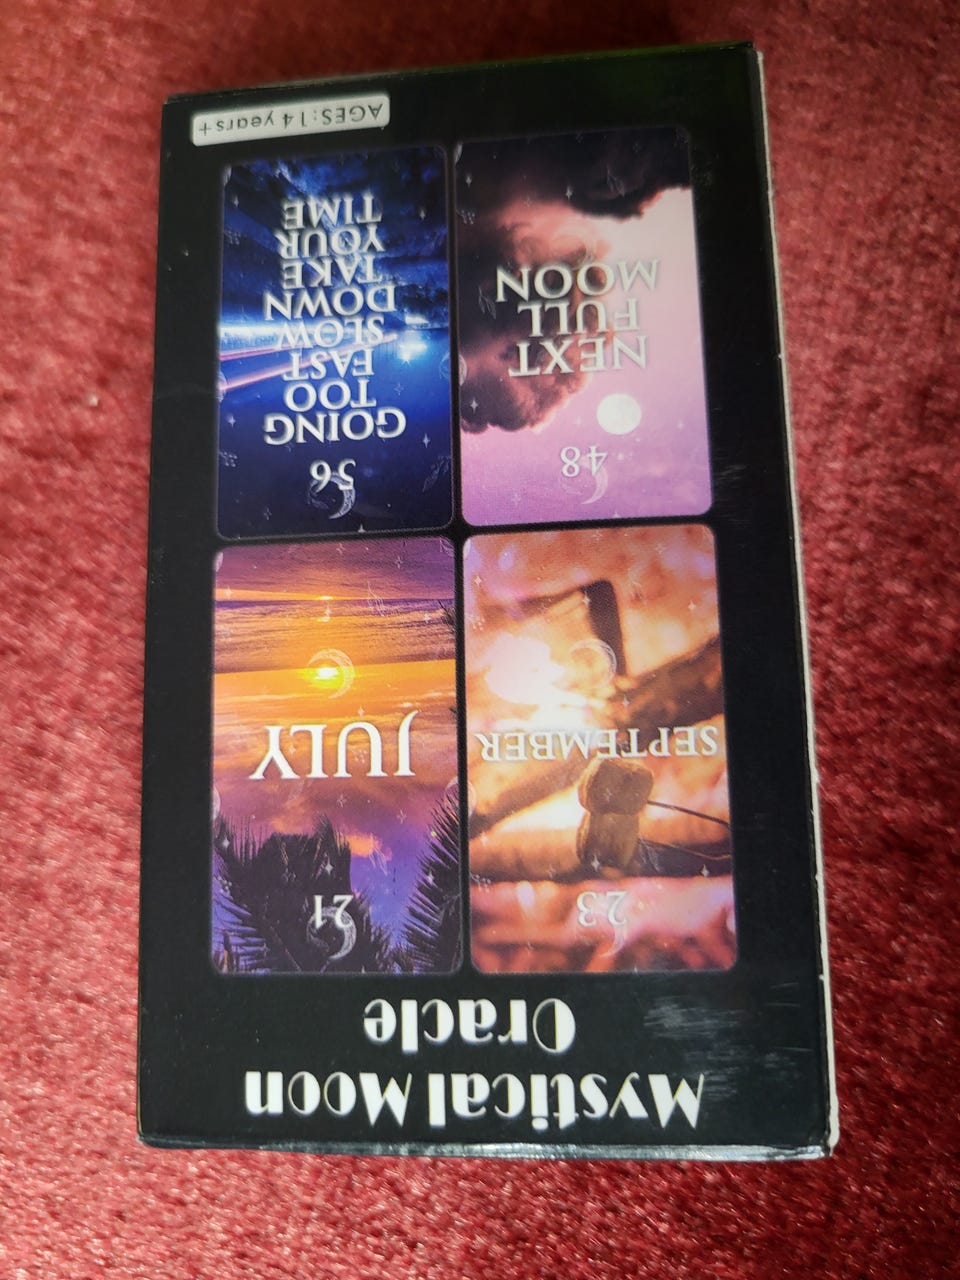 Mystical Moon
Oracle
23
SEPTEMBER
21
JULY
48
NEXT
FULL
MOON
56
GOING
TOO
FAST
SLOW
DOWN
TAKE
YOUR
TIME
AGES:14 years+